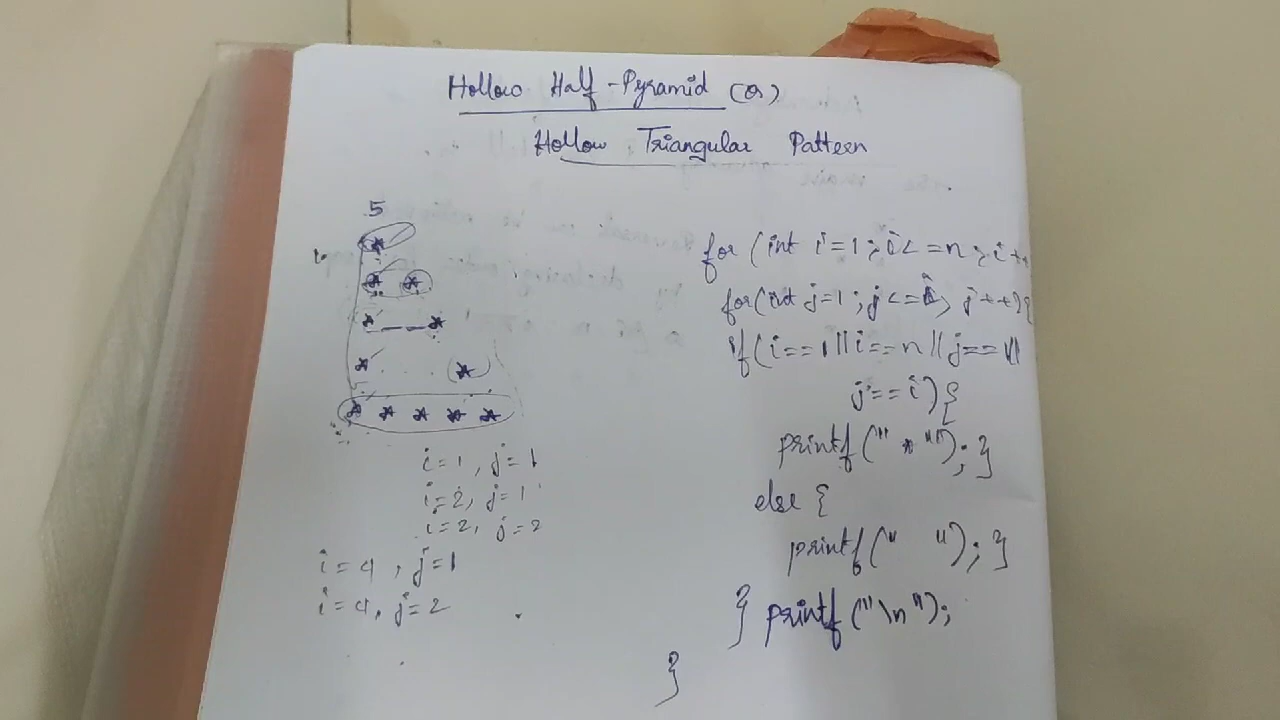 Hollow Half-Pyramid (or)
Hollow Triangular Pattern
5
*
* *
* *
* *
* * * * *
i=1, j=1
i=2, j=1
i=2, j=2
i=4, j=1
i=4, j=2
for (int i=1; i<=n; i++
for(int j=1; j<=i; j++){
if(i==1||i==n||j==1||
j==i){
printf("*"); }
else {
printf(" "); }
} printf("\n");
}